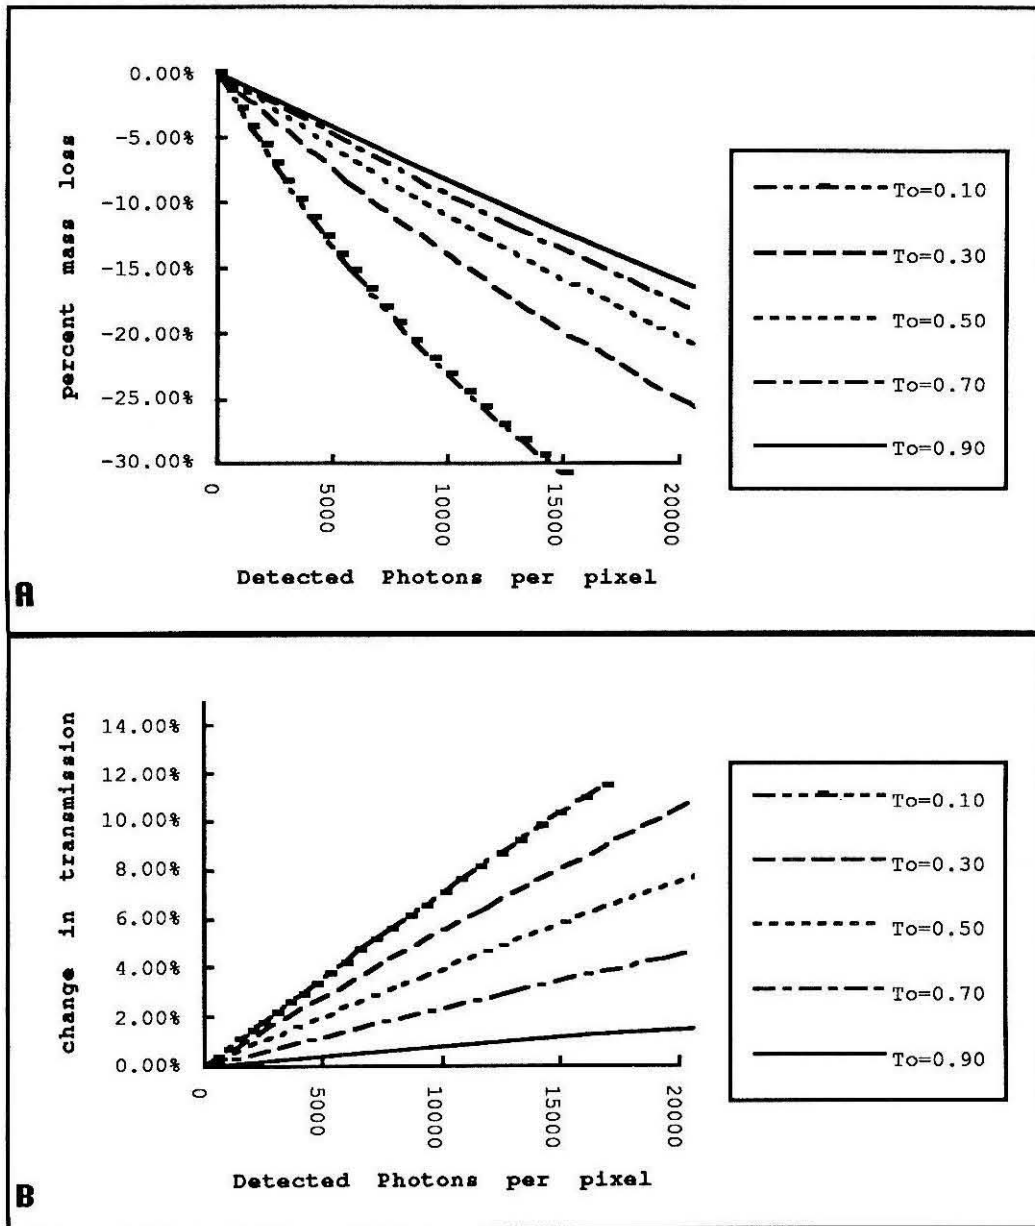 0.00%
-5.00%
-10.00%
-15.00%
-20.00%
-25.00%
-30.00%
percent mass loss
0
5000
10000
15000
20000
Detected Photons per pixel
To=0.10
To=0.30
To=0.50
To=0.70
To=0.90
A
14.00%
12.00%
10.00%
8.00%
6.00%
4.00%
2.00%
0.00%
change in transmission
0
5000
10000
15000
20000
Detected Photons per pixel
To=0.10
To=0.30
To=0.50
To=0.70
To=0.90
B